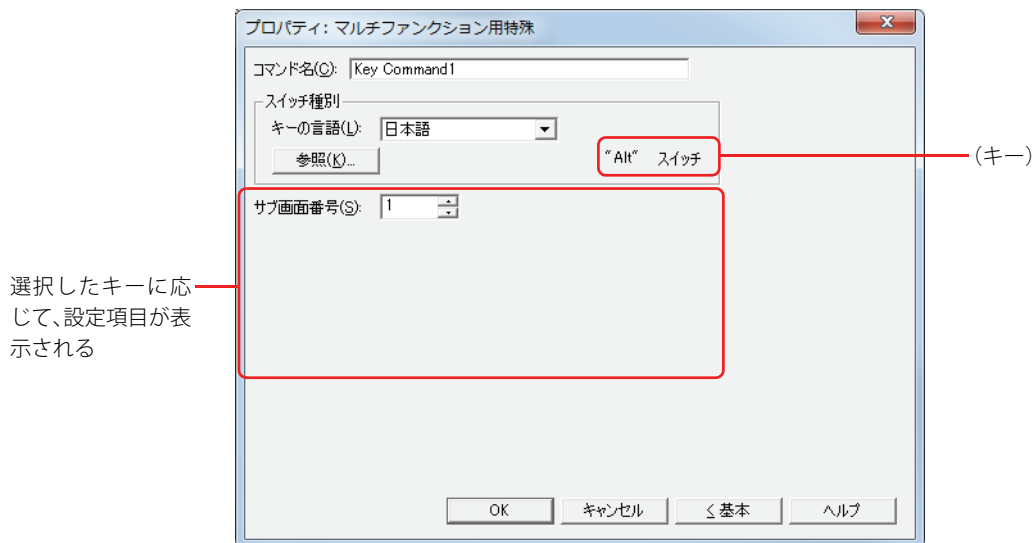 プロパティ: マルチファンクション用特殊
コマンド名(C): Key Command1
スイッチ種別
キーの言語(L): 日本語
参照(K)...
"Alt" スイッチ
(キー)
サブ画面番号(S): 1
選択したキーに応
じて、設定項目が表
示される
OK
キャンセル
< 基本
ヘルプ